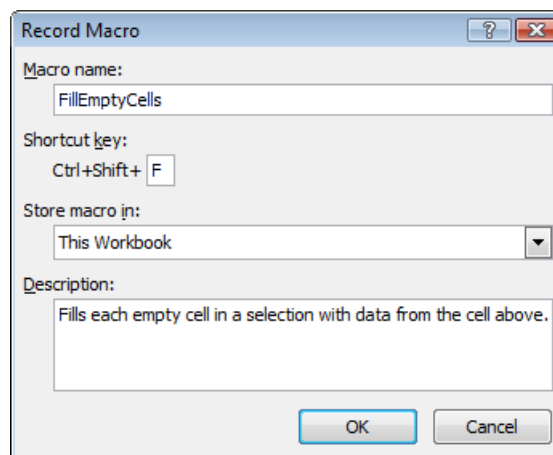 Record Macro
Macro name:
FillEmptyCells
Shortcut key:
Ctrl+Shift+ F
Store macro in:
This Workbook
Description:
Fills each empty cell in a selection with data from the cell above.
OK Cancel